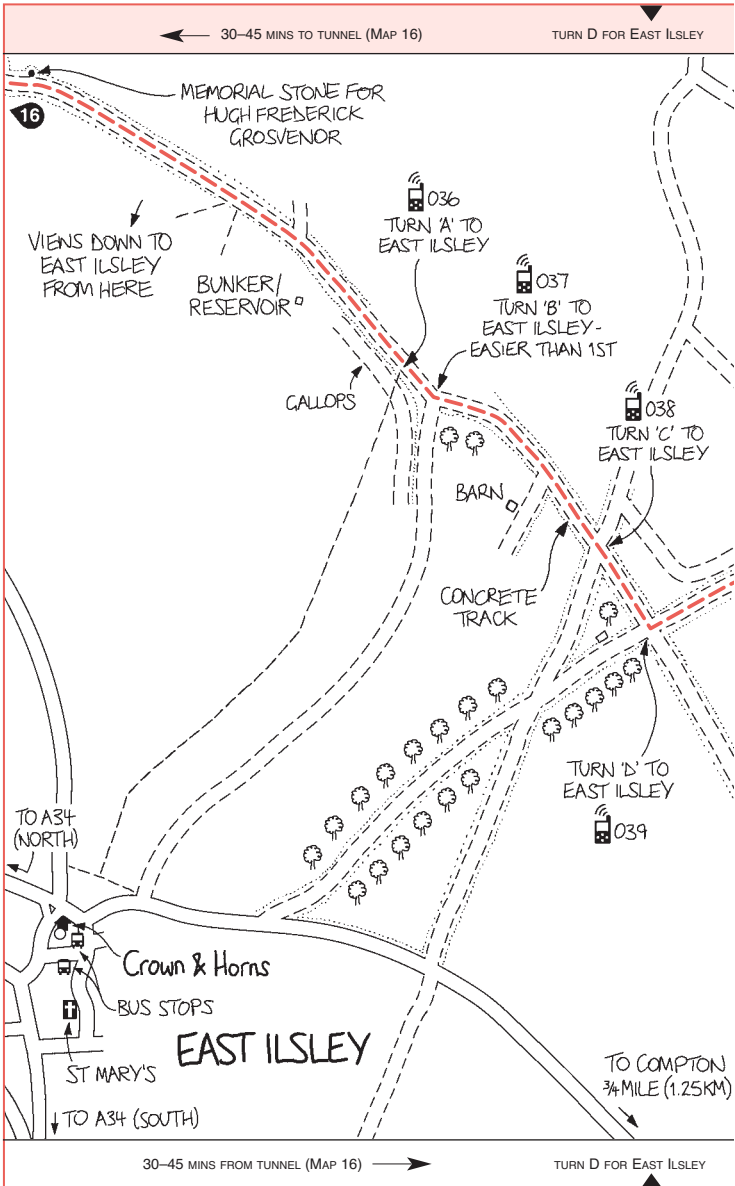 30–45 MINS TO TUNNEL (MAP 16)
TURN D FOR EAST ILSLEY
MEMORIAL STONE FOR
HUGH FREDERICK
GROSVENOR
16
036
TURN 'A' TO
EAST ILSLEY
VIEWS DOWN TO
EAST ILSLEY
FROM HERE
BUNKER/
RESERVOIR
037
TURN 'B' TO
EAST ILSLEY-
EASIER THAN 1ST
GALLOPS
038
TURN 'C' TO
EAST ILSLEY
BARN
CONCRETE
TRACK
TURN 'D' TO
EAST ILSLEY
039
TO A34
(NORTH)
Crown & Horns
BUS STOPS
EAST ILSLEY
ST MARY'S
TO COMPTON
3/4 MILE (1.25KM)
TO A34 (SOUTH)
30–45 MINS FROM TUNNEL (MAP 16)
TURN D FOR EAST ILSLEY